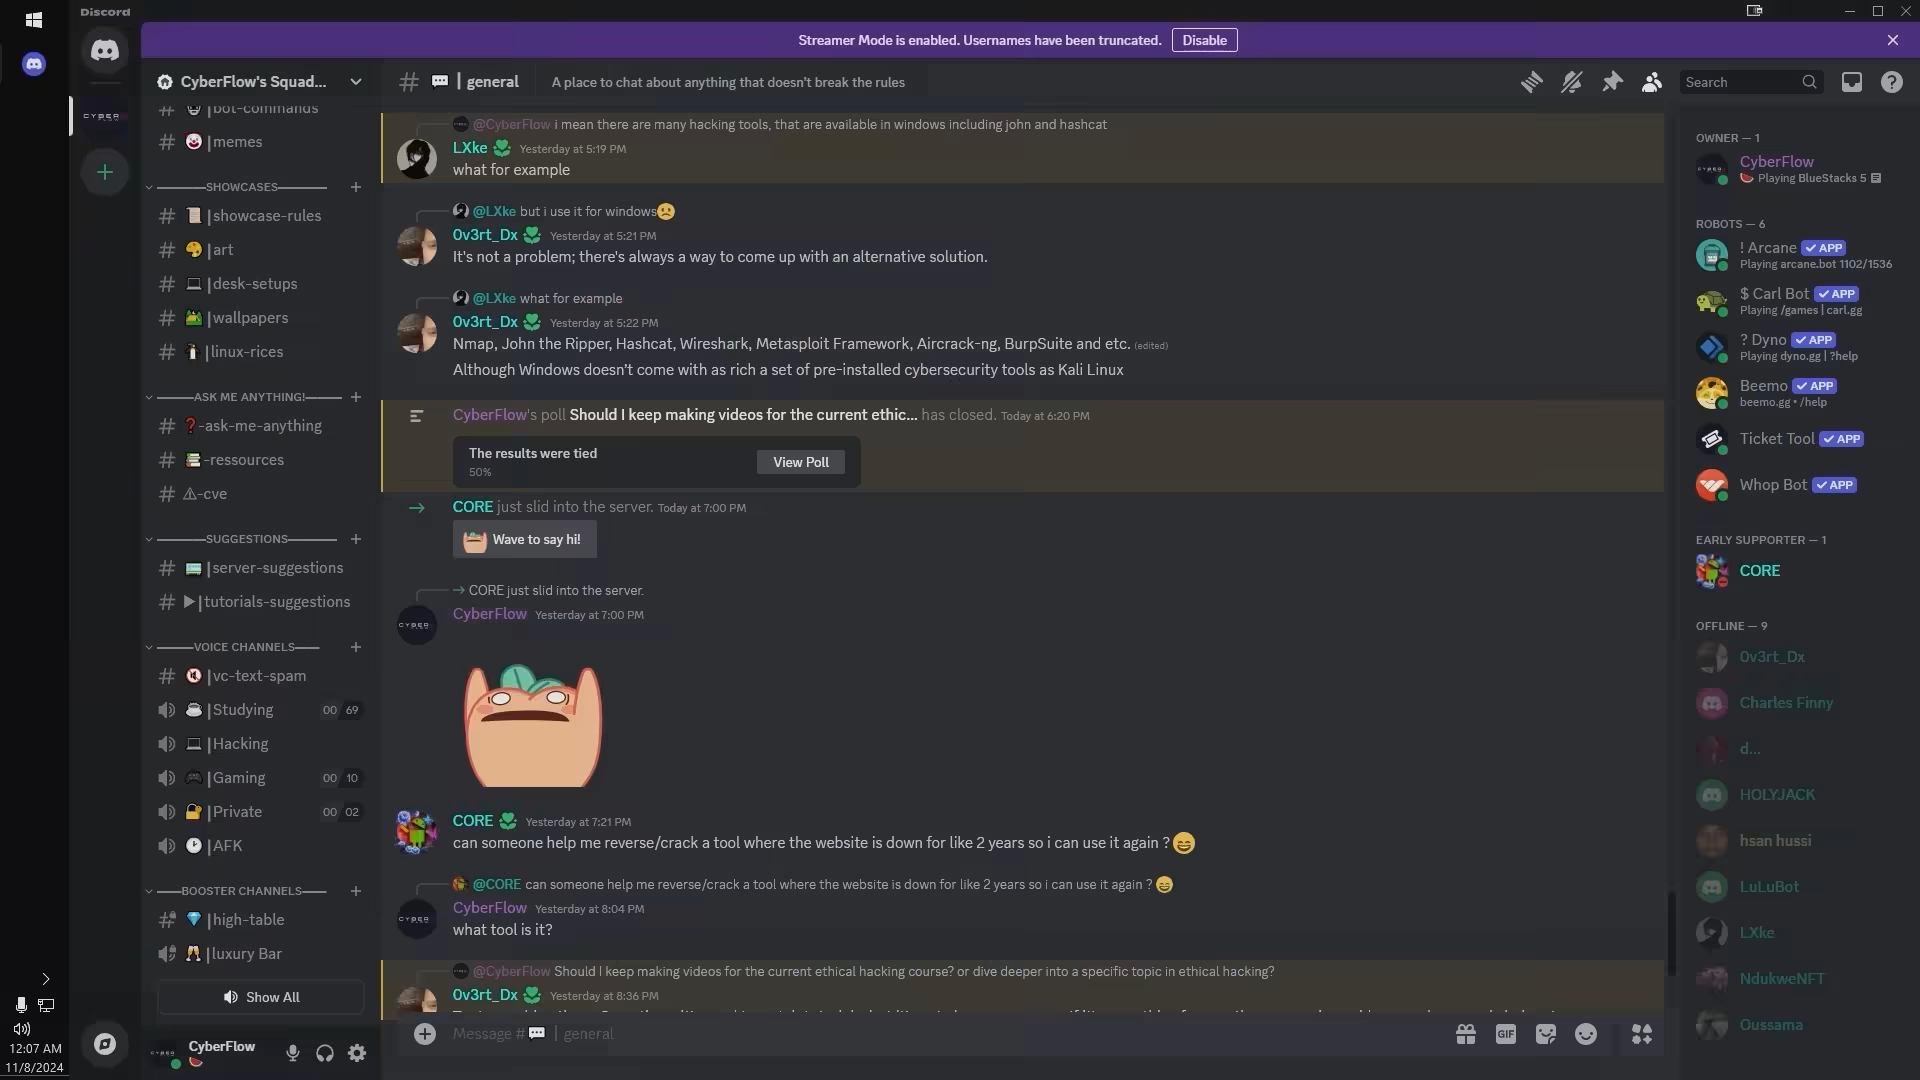 Discord
Streamer Mode is enabled. Usernames have been truncated.
Disable
CyberFlow's Squad...
general
A place to chat about anything that doesn't break the rules
Search
bot-commands
memes
SHOWCASES
showcase-rules
art
desk-setups
wallpapers
linux-rices
ASK ME ANYTHING!
-ask-me-anything
-ressources
-cve
SUGGESTIONS
server-suggestions
tutorials-suggestions
VOICE CHANNELS
vc-text-spam
Studying 00 69
Hacking
Gaming 00 10
Private 00 02
AFK
BOOSTER CHANNELS
high-table
luxury Bar
Show All
CyberFlow
12:07 AM
11/8/2024
CYBER
@CyberFlow i mean there are many hacking tools, that are available in windows including john and hashcat
LXke Yesterday at 5:19 PM
what for example
@LXke but i use it for windows
0v3rt_Dx Yesterday at 5:21 PM
It's not a problem; there's always a way to come up with an alternative solution.
@LXke what for example
0v3rt_Dx Yesterday at 5:22 PM
Nmap, John the Ripper, Hashcat, Wireshark, Metasploit Framework, Aircrack-ng, BurpSuite and etc. (edited)
Although Windows doesn't come with as rich a set of pre-installed cybersecurity tools as Kali Linux
CyberFlow's poll Should I keep making videos for the current ethic... has closed. Today at 6:20 PM
The results were tied
50%
View Poll
CORE just slid into the server. Today at 7:00 PM
Wave to say hi!
CORE just slid into the server.
CyberFlow Yesterday at 7:00 PM
CYBER
CORE Yesterday at 7:21 PM
can someone help me reverse/crack a tool where the website is down for like 2 years so i can use it again ?
@CORE can someone help me reverse/crack a tool where the website is down for like 2 years so i can use it again ?
CyberFlow Yesterday at 8:04 PM
CYBER
what tool is it?
@CyberFlow Should I keep making videos for the current ethical hacking course? or dive deeper into a specific topic in ethical hacking?
0v3rt_Dx Yesterday at 8:36 PM
Message # general
GIF
OWNER — 1
CyberFlow
Playing BlueStacks 5
ROBOTS — 6
! Arcane APP
Playing arcane.bot 1102/1536
$ Carl Bot APP
Playing /games | carl.gg
? Dyno APP
Playing dyno.gg | ?help
Beemo APP
beemo.gg • /help
Ticket Tool APP
Whop Bot APP
EARLY SUPPORTER — 1
CORE
OFFLINE — 9
0v3rt_Dx
Charles Finny
d...
HOLYJACK
hsan hussi
LuLuBot
LXke
NdukweNFT
Oussama